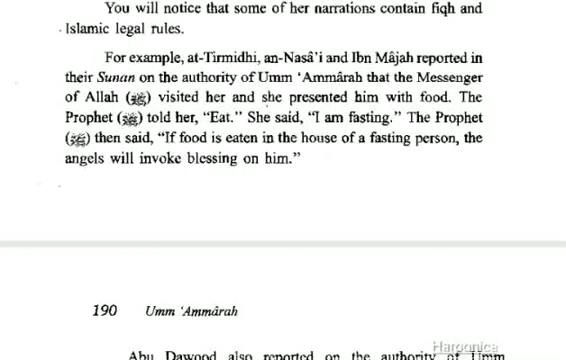 You will notice that some of her narrations contain fiqh and
Islamic legal rules.
For example, at-Tirmidhi, an-Nasâ'i and Ibn Mâjah reported in
their Sunan on the authority of Umm 'Ammârah that the Messenger
of Allah (ﷺ) visited her and she presented him with food. The
Prophet (ﷺ) told her, “Eat.” She said, “I am fasting.” The Prophet
(ﷺ) then said, “If food is eaten in the house of a fasting person, the
angels will invoke blessing on him.”
190 Umm 'Ammârah
Abu Dawood also reported on the authority of Umm